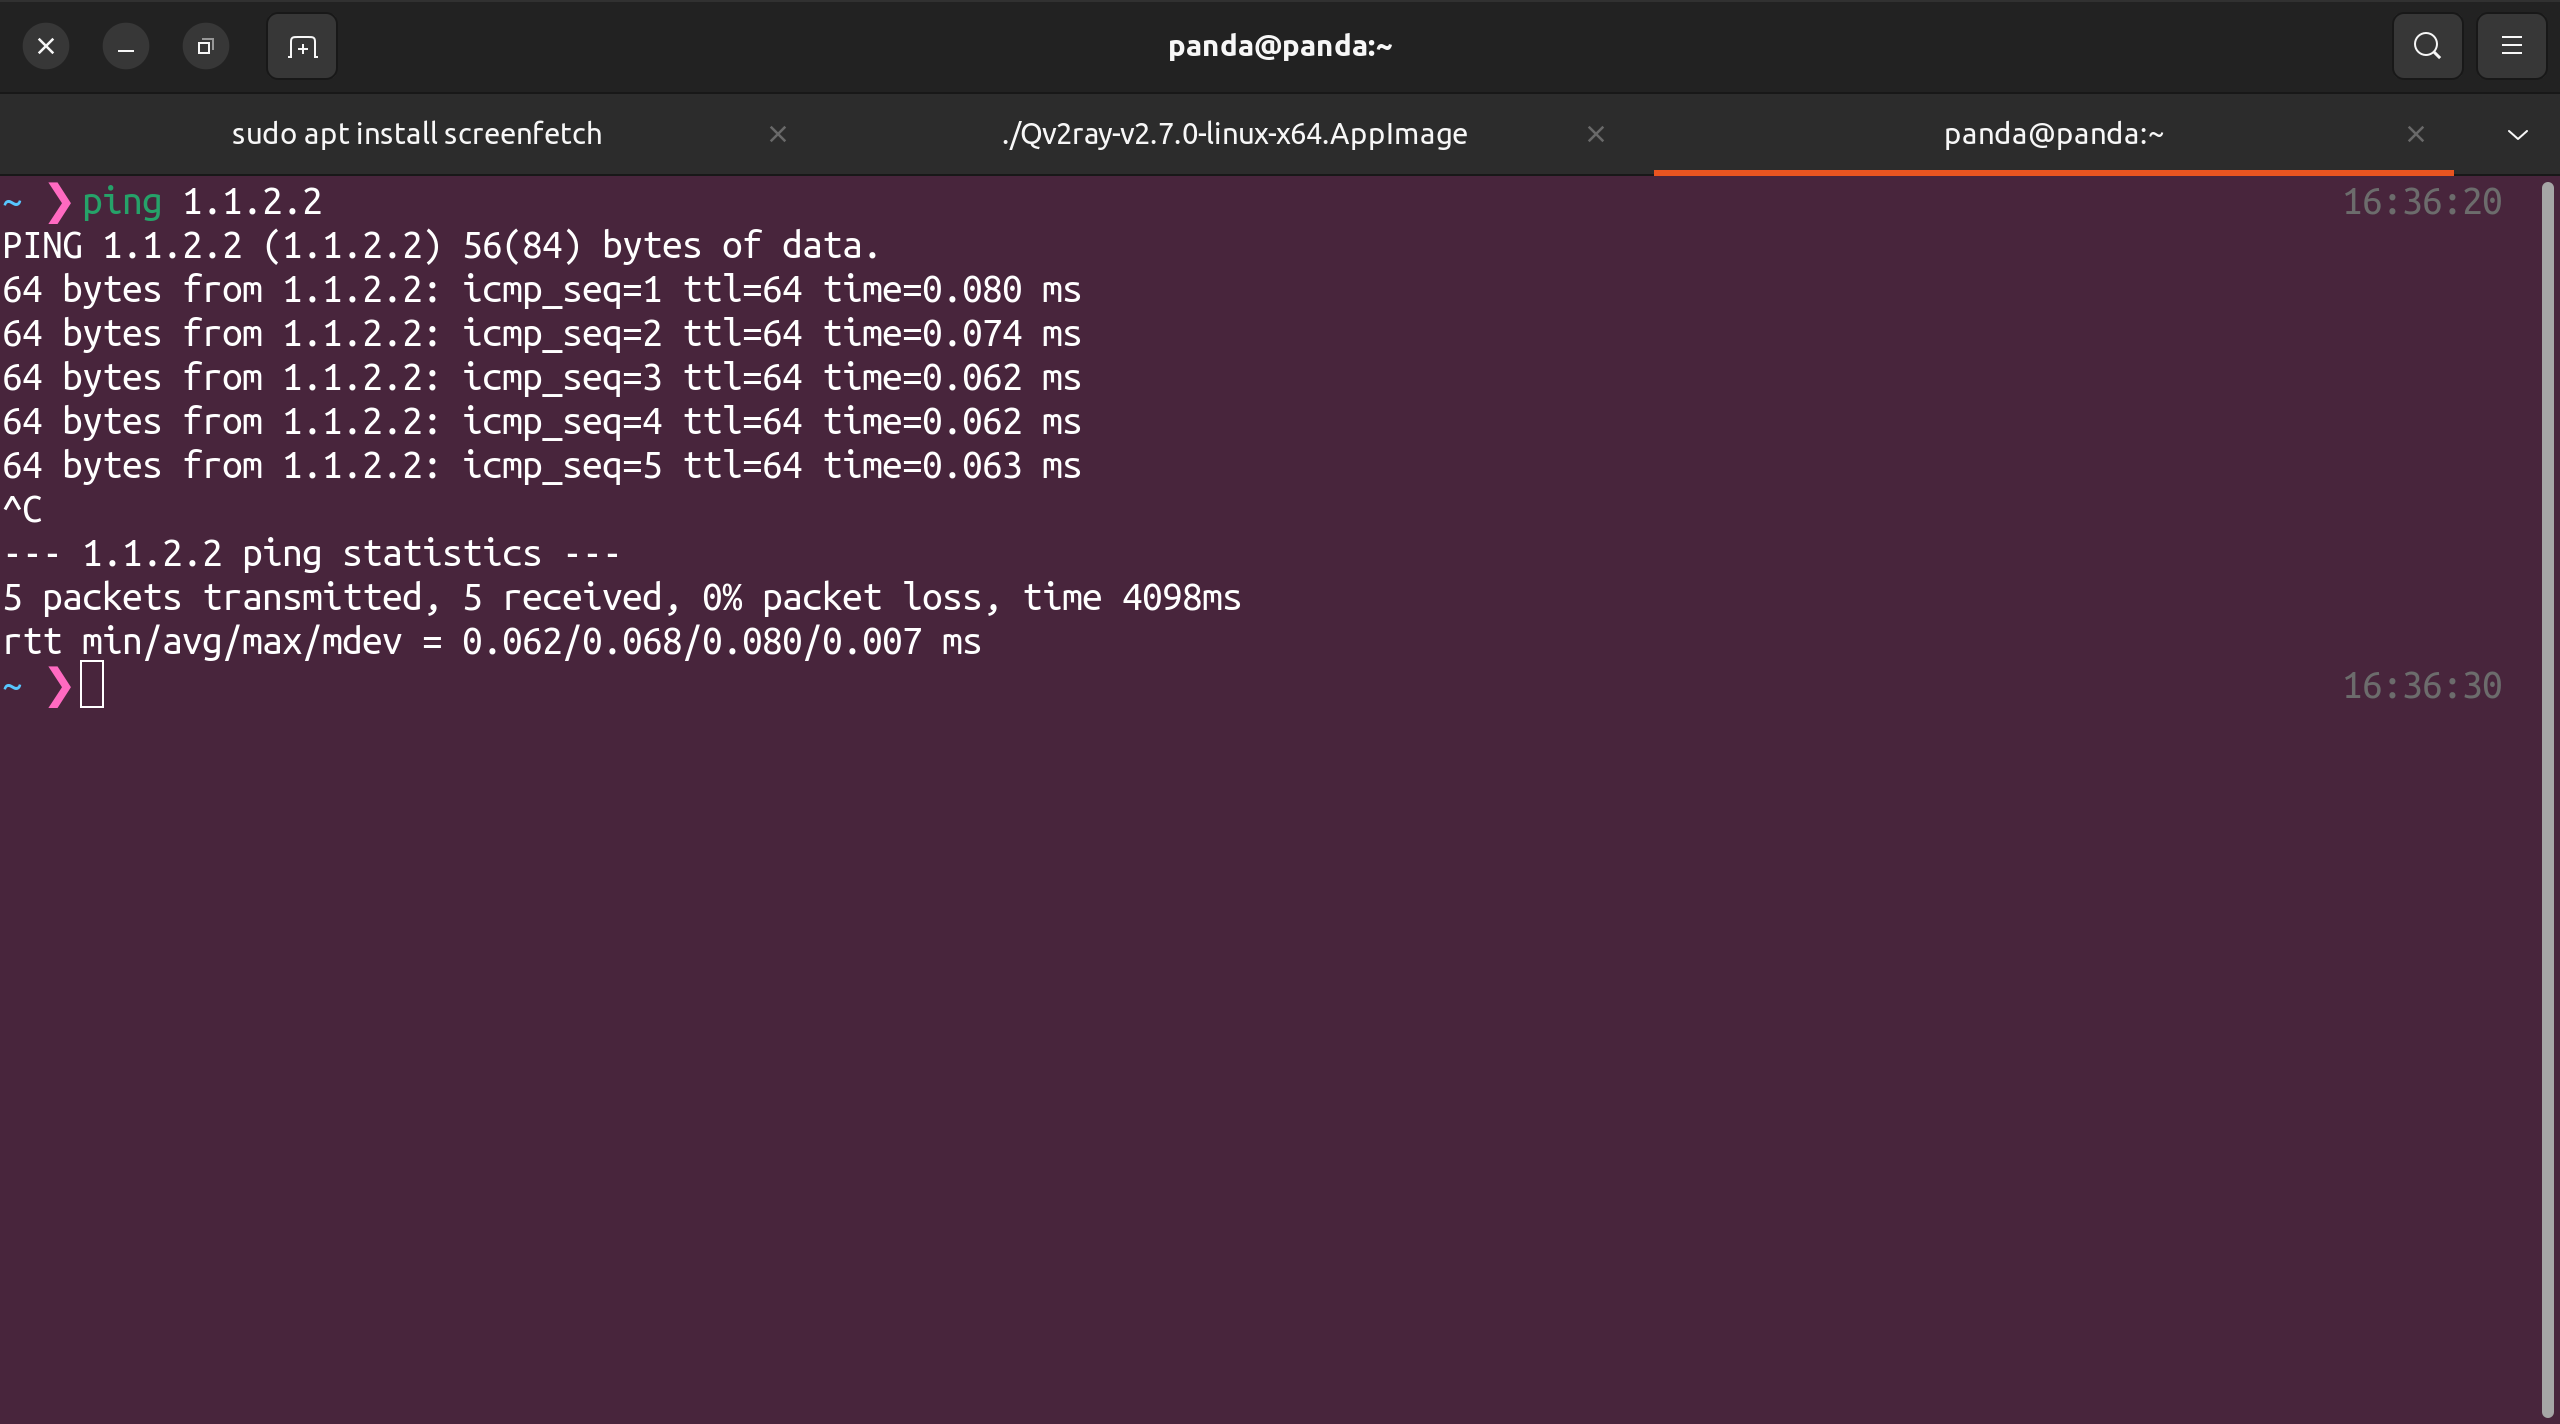 panda@panda:~
sudo apt install screenfetch
./Qv2ray-v2.7.0-linux-x64.AppImage
panda@panda:~
~ ❯ ping 1.1.2.2 16:36:20
PING 1.1.2.2 (1.1.2.2) 56(84) bytes of data.
64 bytes from 1.1.2.2: icmp_seq=1 ttl=64 time=0.080 ms
64 bytes from 1.1.2.2: icmp_seq=2 ttl=64 time=0.074 ms
64 bytes from 1.1.2.2: icmp_seq=3 ttl=64 time=0.062 ms
64 bytes from 1.1.2.2: icmp_seq=4 ttl=64 time=0.062 ms
64 bytes from 1.1.2.2: icmp_seq=5 ttl=64 time=0.063 ms
^C
--- 1.1.2.2 ping statistics ---
5 packets transmitted, 5 received, 0% packet loss, time 4098ms
rtt min/avg/max/mdev = 0.062/0.068/0.080/0.007 ms
~ ❯ 16:36:30